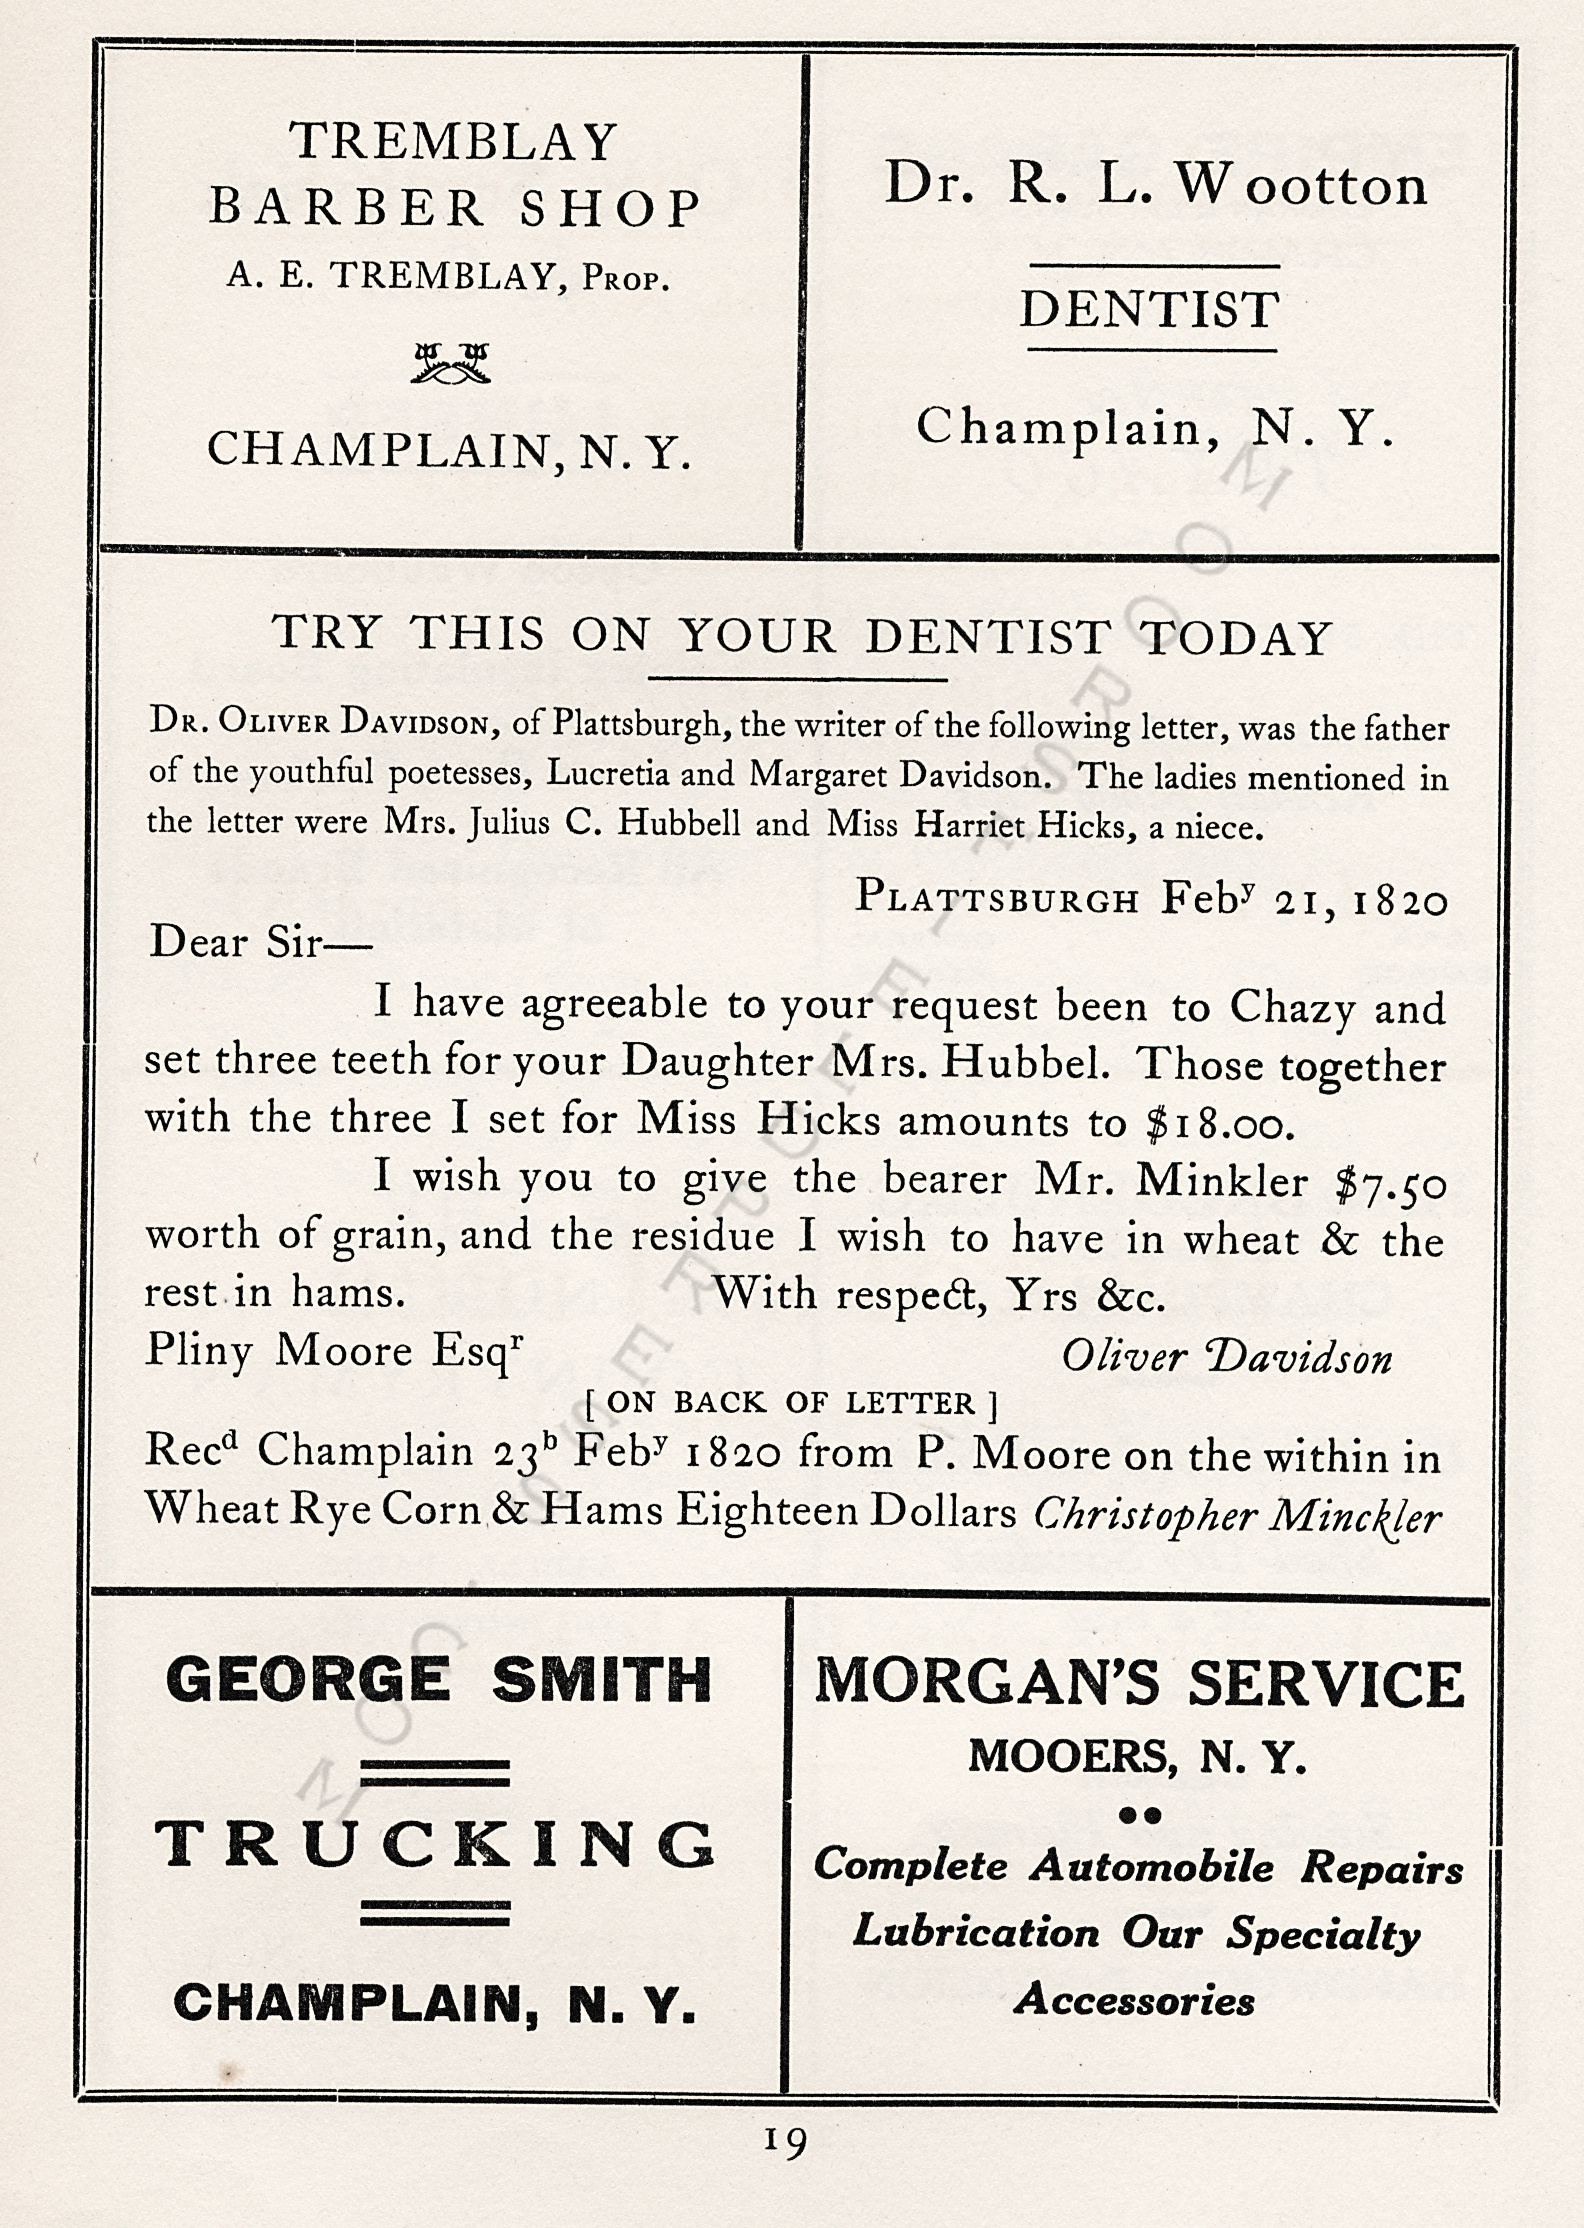 TREMBLAY
BARBER SHOP
A. E. TREMBLAY, PROP.
CHAMPLAIN, N. Y.
Dr. R. L. Wootton
DENTIST
Champlain, N. Y.
TRY THIS ON YOUR DENTIST TODAY
DR. OLIVER DAVIDSON, of Plattsburgh, the writer of the following letter, was the father
of the youthful poetesses, Lucretia and Margaret Davidson. The ladies mentioned in
the letter were Mrs. Julius C. Hubbell and Miss Harriet Hicks, a niece.
PLATTSBURGH Febʸ 21, 1820
Dear Sir—
I have agreeable to your request been to Chazy and
set three teeth for your Daughter Mrs. Hubbel. Those together
with the three I set for Miss Hicks amounts to $18.00.
I wish you to give the bearer Mr. Minkler $7.50
worth of grain, and the residue I wish to have in wheat & the
rest in hams. With respect, Yrs &c.
Pliny Moore Esqʳ Oliver Davidson
[ ON BACK OF LETTER ]
Recᵈ Champlain 23ᵇ Febʸ 1820 from P. Moore on the within in
Wheat Rye Corn & Hams Eighteen Dollars Christopher Minckler
GEORGE SMITH
TRUCKING
CHAMPLAIN, N. Y.
MORGAN'S SERVICE
MOOERS, N. Y.
Complete Automobile Repairs
Lubrication Our Specialty
Accessories
19